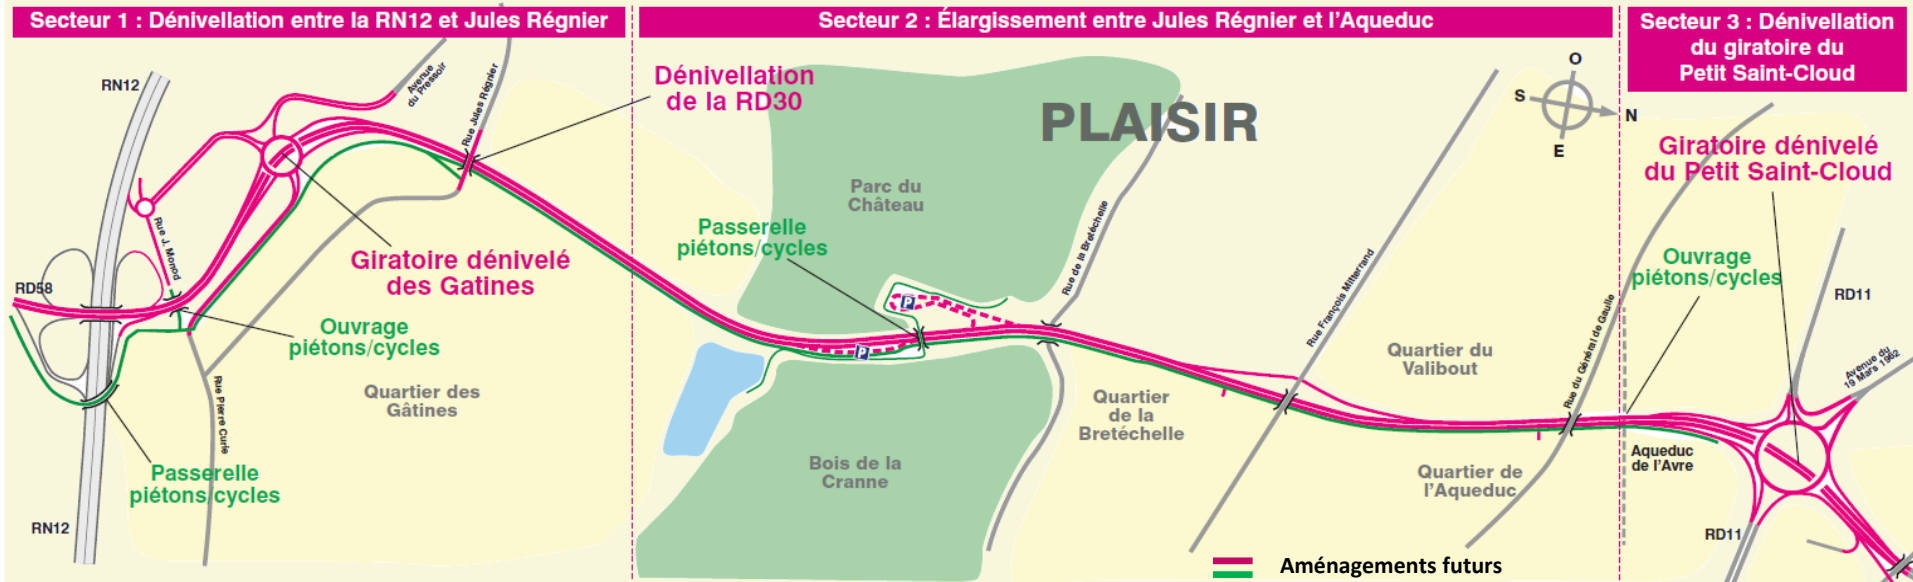 Secteur 1 : Dénivellation entre la RN12 et Jules Régnier
Secteur 2 : Élargissement entre Jules Régnier et l'Aqueduc
Secteur 3 : Dénivellation
du giratoire du
Petit Saint-Cloud
RN12
Avenue
du Pressoir
Rue Jules Régnier
Dénivellation
de la RD30
PLAISIR
O
S
N
E
Giratoire dénivelé
du Petit Saint-Cloud
Parc du
Château
Rue J. Monod
Passerelle
piétons/cycles
Rue de la Bretéchelle
Giratoire dénivelé
des Gatines
Rue François Mitterrand
Ouvrage
piétons/cycles
RD58
P
RD11
Rue du Général de Gaulle
Ouvrage
piétons/cycles
P
Quartier du
Valibout
Avenue du
19 Mars 1962
Quartier des
Gâtines
Rue Pierre Curie
Quartier
de la
Bretéchelle
Passerelle
piétons/cycles
Bois de la
Cranne
Quartier de
l'Aqueduc
Aqueduc
de l'Avre
RN12
RD11
Aménagements futurs